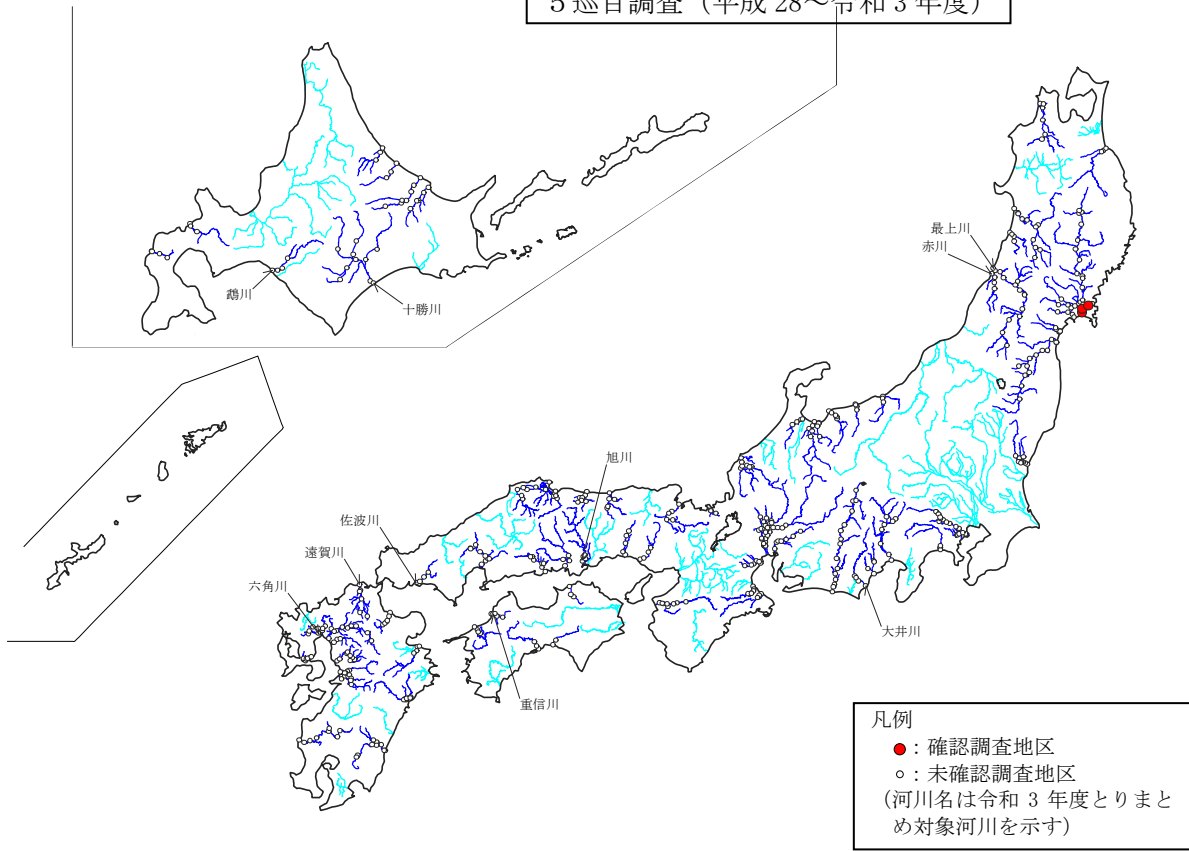 5巡目調査（平成 28～令和 3 年度）
最上川
赤川
鵡川
十勝川
旭川
佐波川
遠賀川
六角川
大井川
重信川
凡例
：確認調査地区
：未確認調査地区
(河川名は令和 3 年度とりまと
め対象河川を示す)